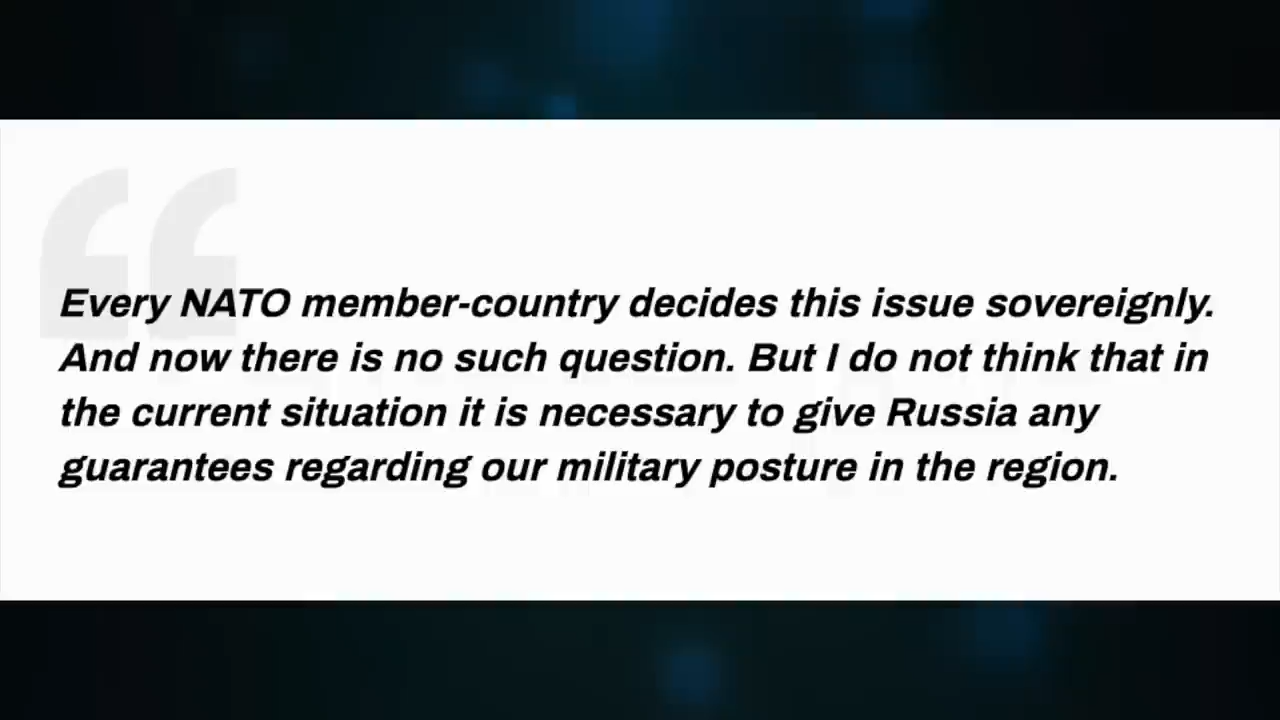 Every NATO member-country decides this issue sovereignly.
And now there is no such question. But I do not think that in
the current situation it is necessary to give Russia any
guarantees regarding our military posture in the region.